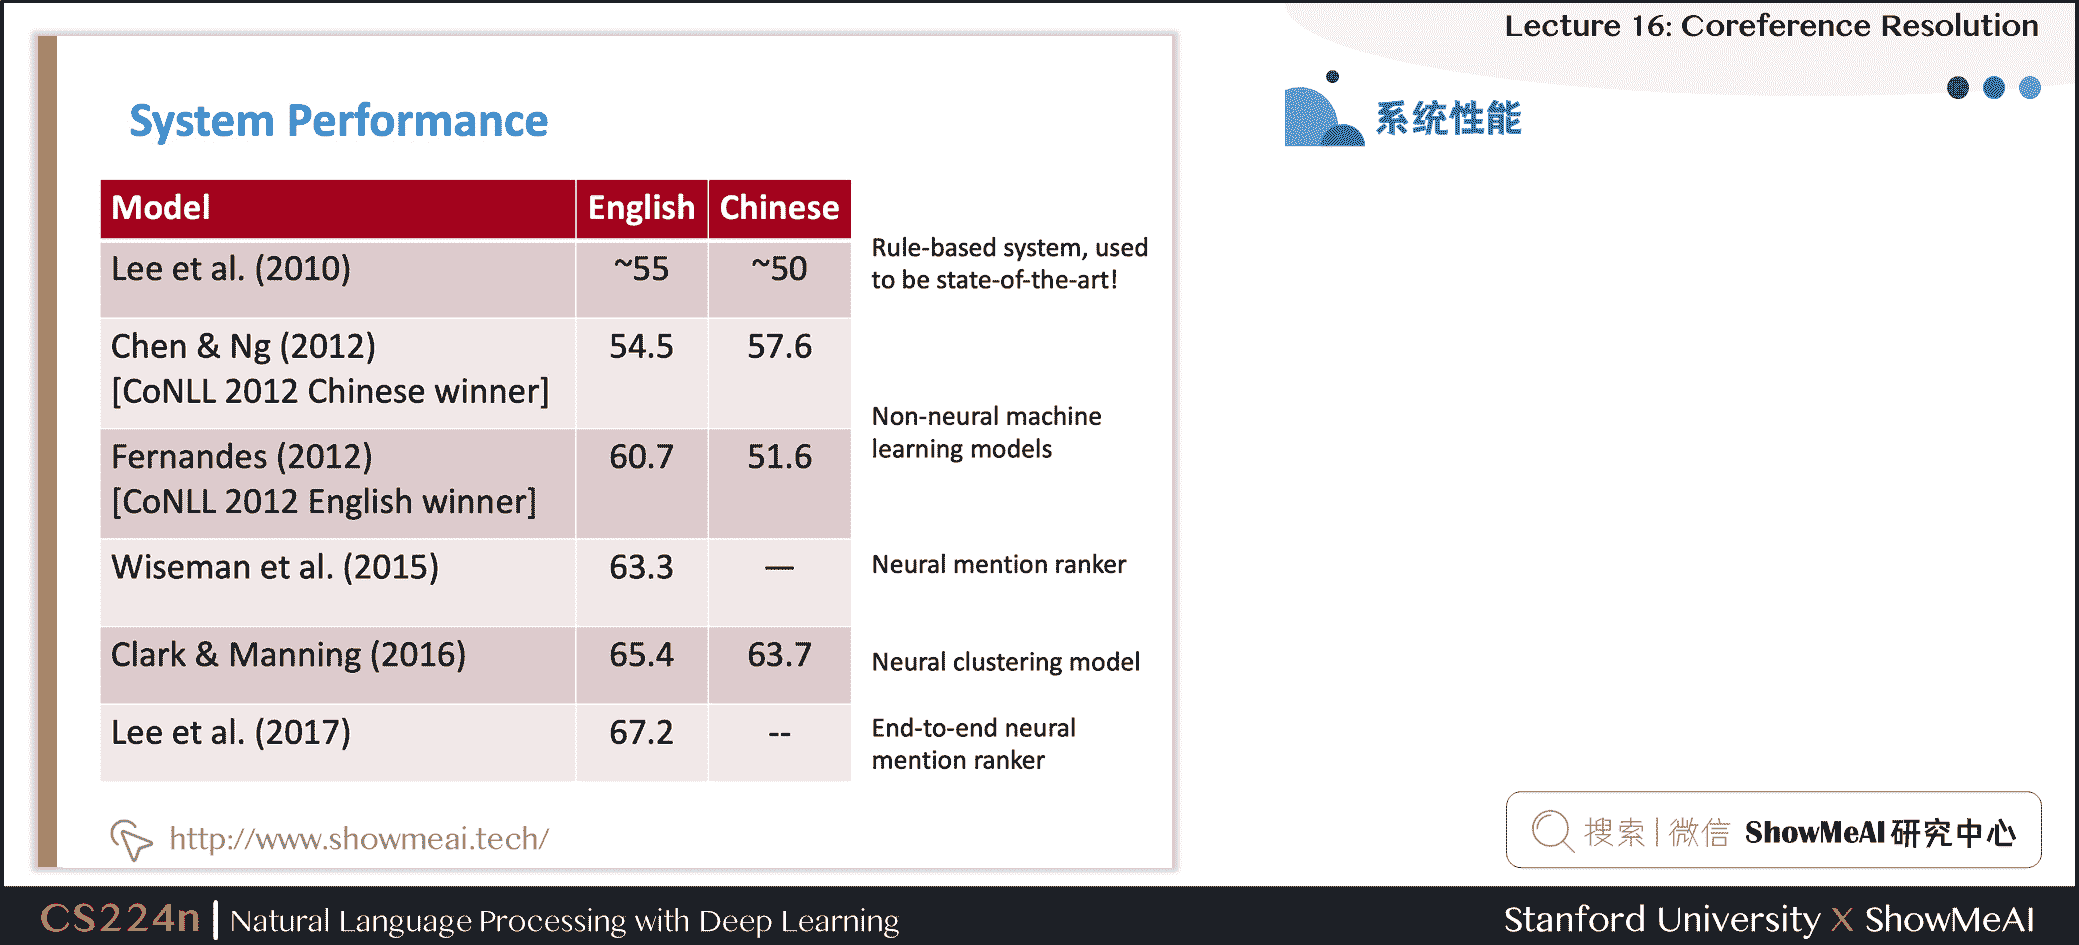 Lecture 16: Coreference Resolution
System Performance
系统性能
Model English Chinese
Lee et al. (2010) ~55 ~50
Rule-based system, used
to be state-of-the-art!
Chen & Ng (2012) 54.5 57.6
[CoNLL 2012 Chinese winner]
Non-neural machine
learning models
Fernandes (2012) 60.7 51.6
[CoNLL 2012 English winner]
Wiseman et al. (2015) 63.3 —
Neural mention ranker
Clark & Manning (2016) 65.4 63.7
Neural clustering model
Lee et al. (2017) 67.2 --
End-to-end neural
mention ranker
http://www.showmeai.tech/
搜索 | 微信 ShowMeAI 研究中心
CS224n | Natural Language Processing with Deep Learning
Stanford University X ShowMeAI